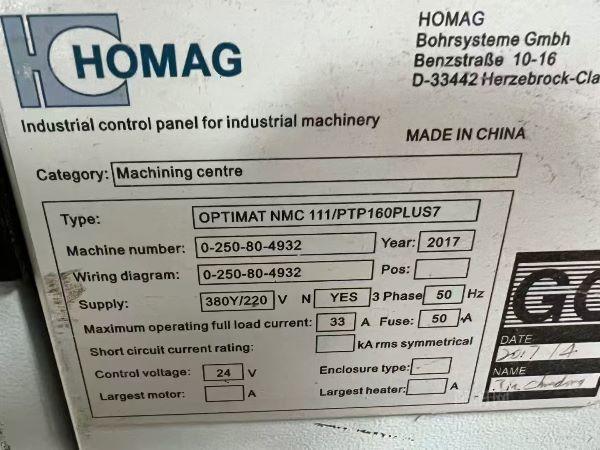 HOMAG
HOMAG
Bohrsysteme Gmbh
Benzstraße 10-16
D-33442 Herzebrock-Cla
Industrial control panel for industrial machinery
MADE IN CHINA
Category: Machining centre
Type: OPTIMAT NMC 111/PTP160PLUS7
Machine number: 0-250-80-4932 Year: 2017
Wiring diagram: 0-250-80-4932 Pos:
Supply: 380Y/220 V N YES 3 Phase 50 Hz
Maximum operating full load current: 33 A Fuse: 50 A
Short circuit current rating: kA rms symmetrical
Control voltage: 24 V Enclosure type:
Largest motor: A Largest heater: A
DATE 2017/4
NAME